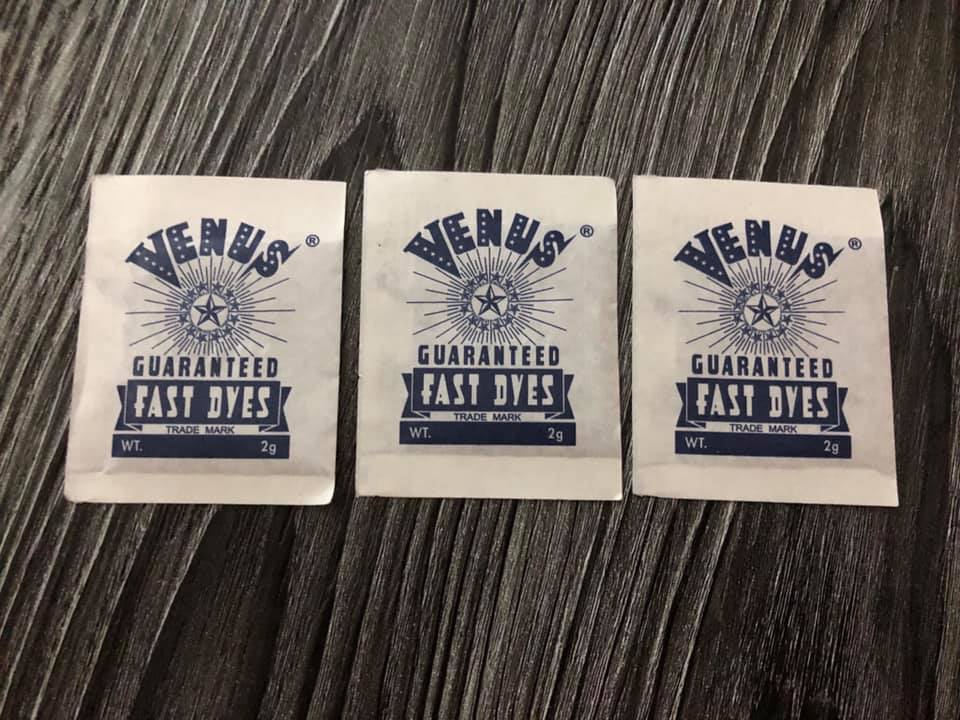 VENUS ®
GUARANTEED
FAST DYES
TRADE MARK
WT. 2g
VENUS ®
GUARANTEED
FAST DYES
TRADE MARK
WT. 2g
VENUS ®
GUARANTEED
FAST DYES
TRADE MARK
WT. 2g